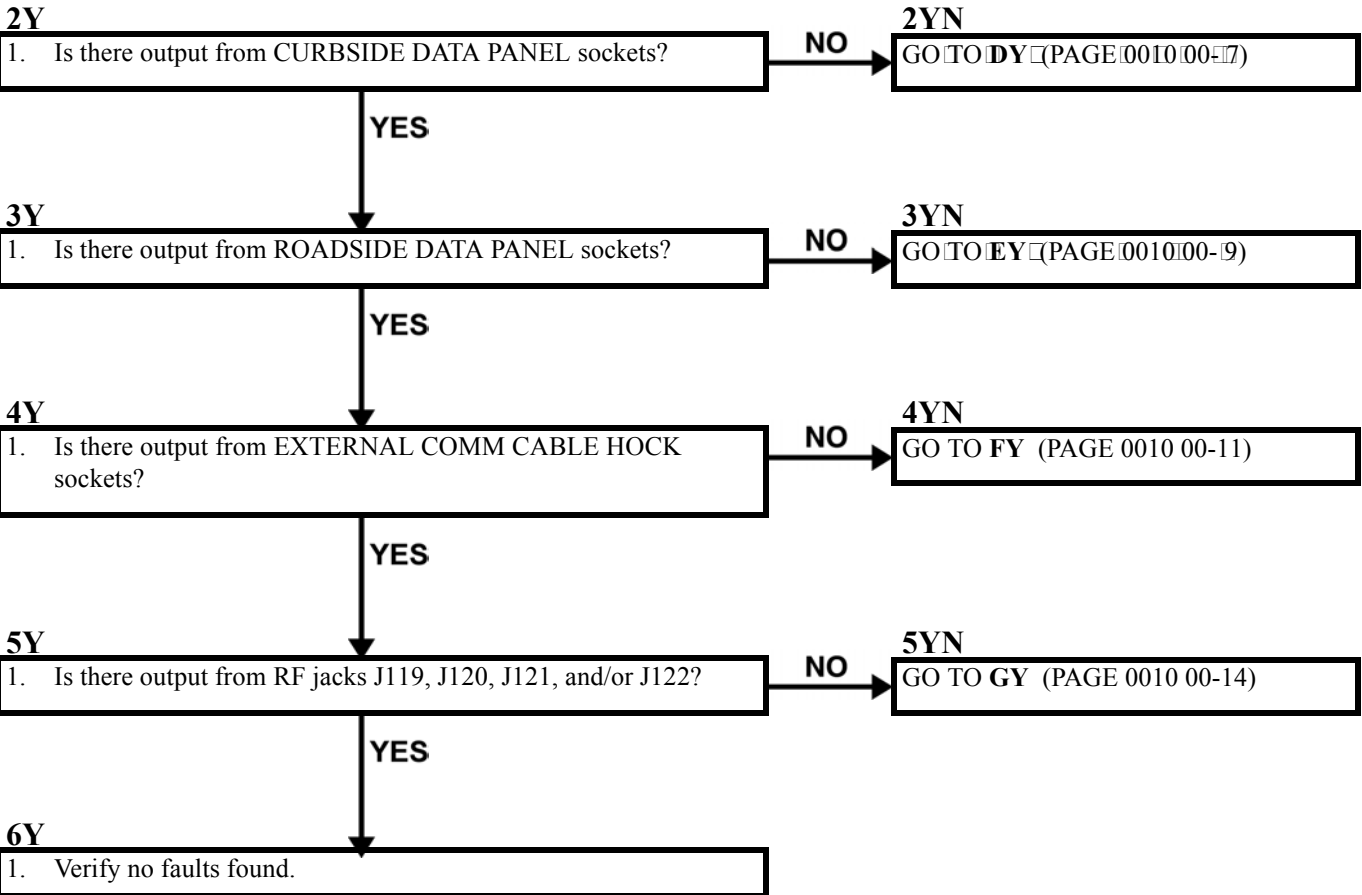 2Y
2YN
1. Is there output from CURBSIDE DATA PANEL sockets?
NO
GO TO DY (PAGE 0010 00-7)
YES
3Y
3YN
1. Is there output from ROADSIDE DATA PANEL sockets?
NO
GO TO EY (PAGE 0010 00- 9)
YES
4Y
4YN
1. Is there output from EXTERNAL COMM CABLE HOCK
sockets?
NO
GO TO FY (PAGE 0010 00-11)
YES
5Y
5YN
1. Is there output from RF jacks J119, J120, J121, and/or J122?
NO
GO TO GY (PAGE 0010 00-14)
YES
6Y
1. Verify no faults found.